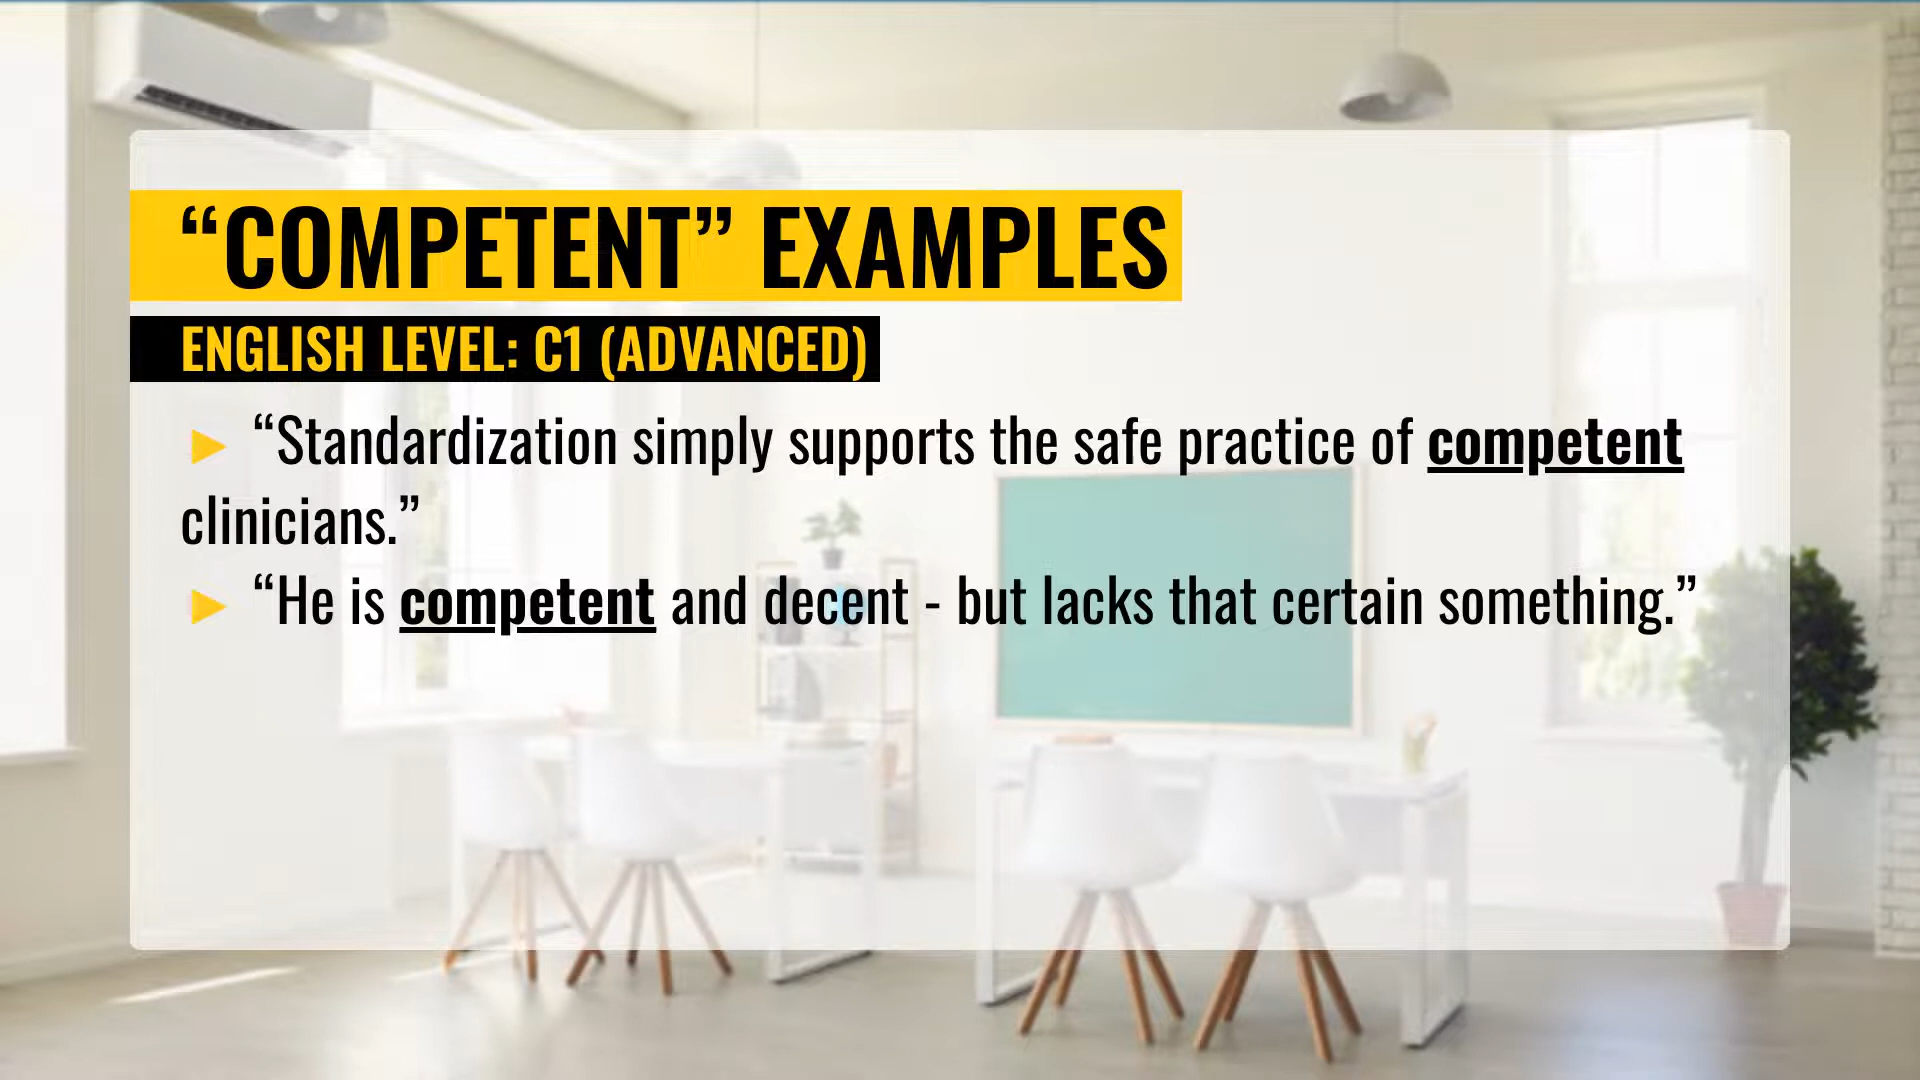 “COMPETENT” EXAMPLES
ENGLISH LEVEL: C1 (ADVANCED)
► “Standardization simply supports the safe practice of competent
clinicians.”
► “He is competent and decent - but lacks that certain something.”